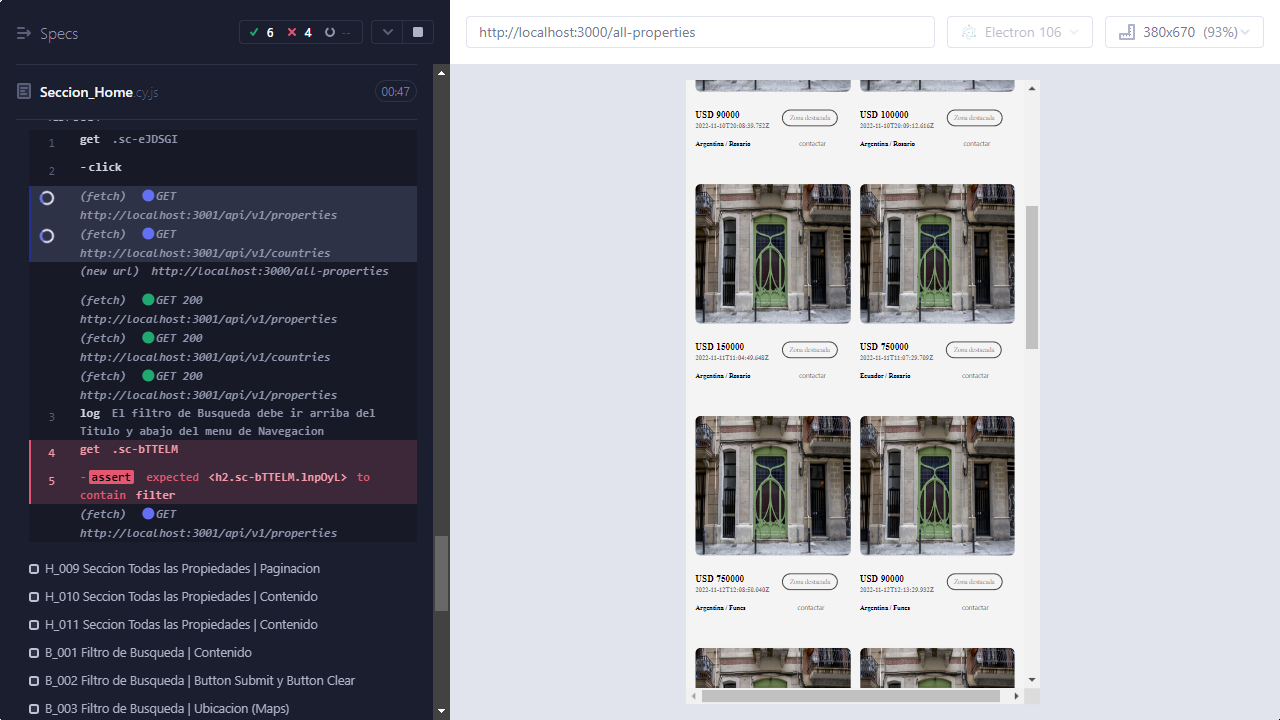 Specs
6
4
--
http://localhost:3000/all-properties
Electron 106
380x670 (93%)
Seccion_Home.cy.js
00:47
1 get .sc-eJDSGI
2 -click
(fetch) GET
http://localhost:3001/api/v1/properties
(fetch) GET
http://localhost:3001/api/v1/countries
(new url) http://localhost:3000/all-properties
(fetch) GET 200
http://localhost:3001/api/v1/properties
(fetch) GET 200
http://localhost:3001/api/v1/countries
(fetch) GET 200
http://localhost:3001/api/v1/properties
3 log El filtro de Busqueda debe ir arriba del
Titulo y abajo del menu de Navegacion
4 get .sc-bTTELM
5 -assert expected <h2.sc-bTTELM.lnpOyL> to
contain filter
(fetch) GET
http://localhost:3001/api/v1/properties
H_009 Seccion Todas las Propiedades | Paginacion
H_010 Seccion Todas las Propiedades | Contenido
H_011 Seccion Todas las Propiedades | Contenido
B_001 Filtro de Busqueda | Contenido
B_002 Filtro de Busqueda | Button Submit & Buttom Clear
B_003 Filtro de Busqueda | Ubicacion (Maps)
USD 90000 Zona destacada
2022-11-10T20:08:39.752Z
Argentina / Rosario contactar
USD 100000 Zona destacada
2022-11-10T20:09:12.616Z
Argentina / Rosario contactar
USD 150000 Zona destacada
2022-11-11T11:04:49.648Z
Argentina / Rosario contactar
USD 750000 Zona destacada
2022-11-11T11:07:29.709Z
Ecuador / Rosario contactar
USD 750000 Zona destacada
2022-11-12T12:08:50.040Z
Argentina / Funes contactar
USD 90000 Zona destacada
2022-11-12T12:13:29.932Z
Argentina / Funes contactar